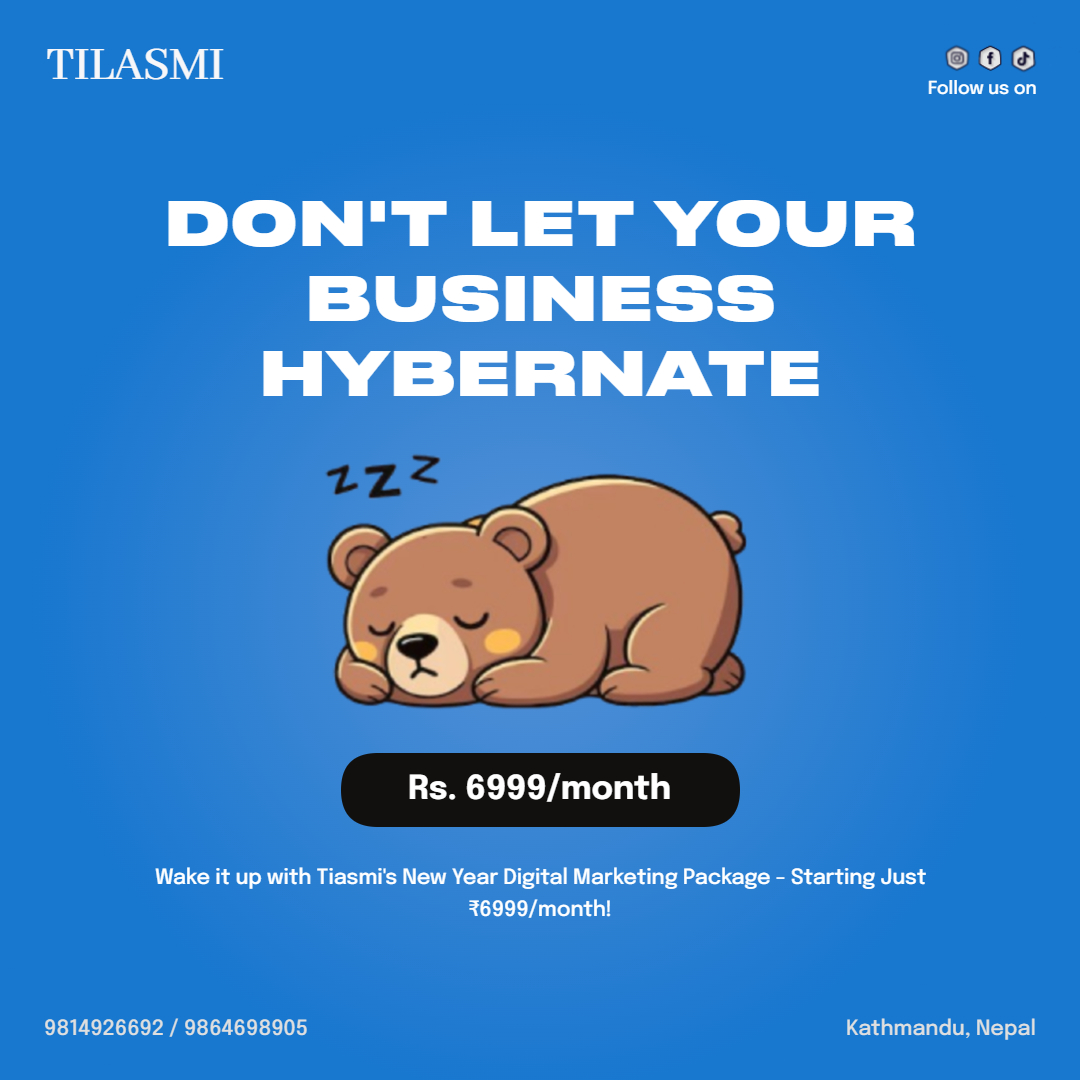 TILASMI
Follow us on
DON'T LET YOUR
BUSINESS
HYBERNATE
z z z
Rs. 6999/month
Wake it up with Tiasmi's New Year Digital Marketing Package - Starting Just
₹6999/month!
9814926692 / 9864698905
Kathmandu, Nepal